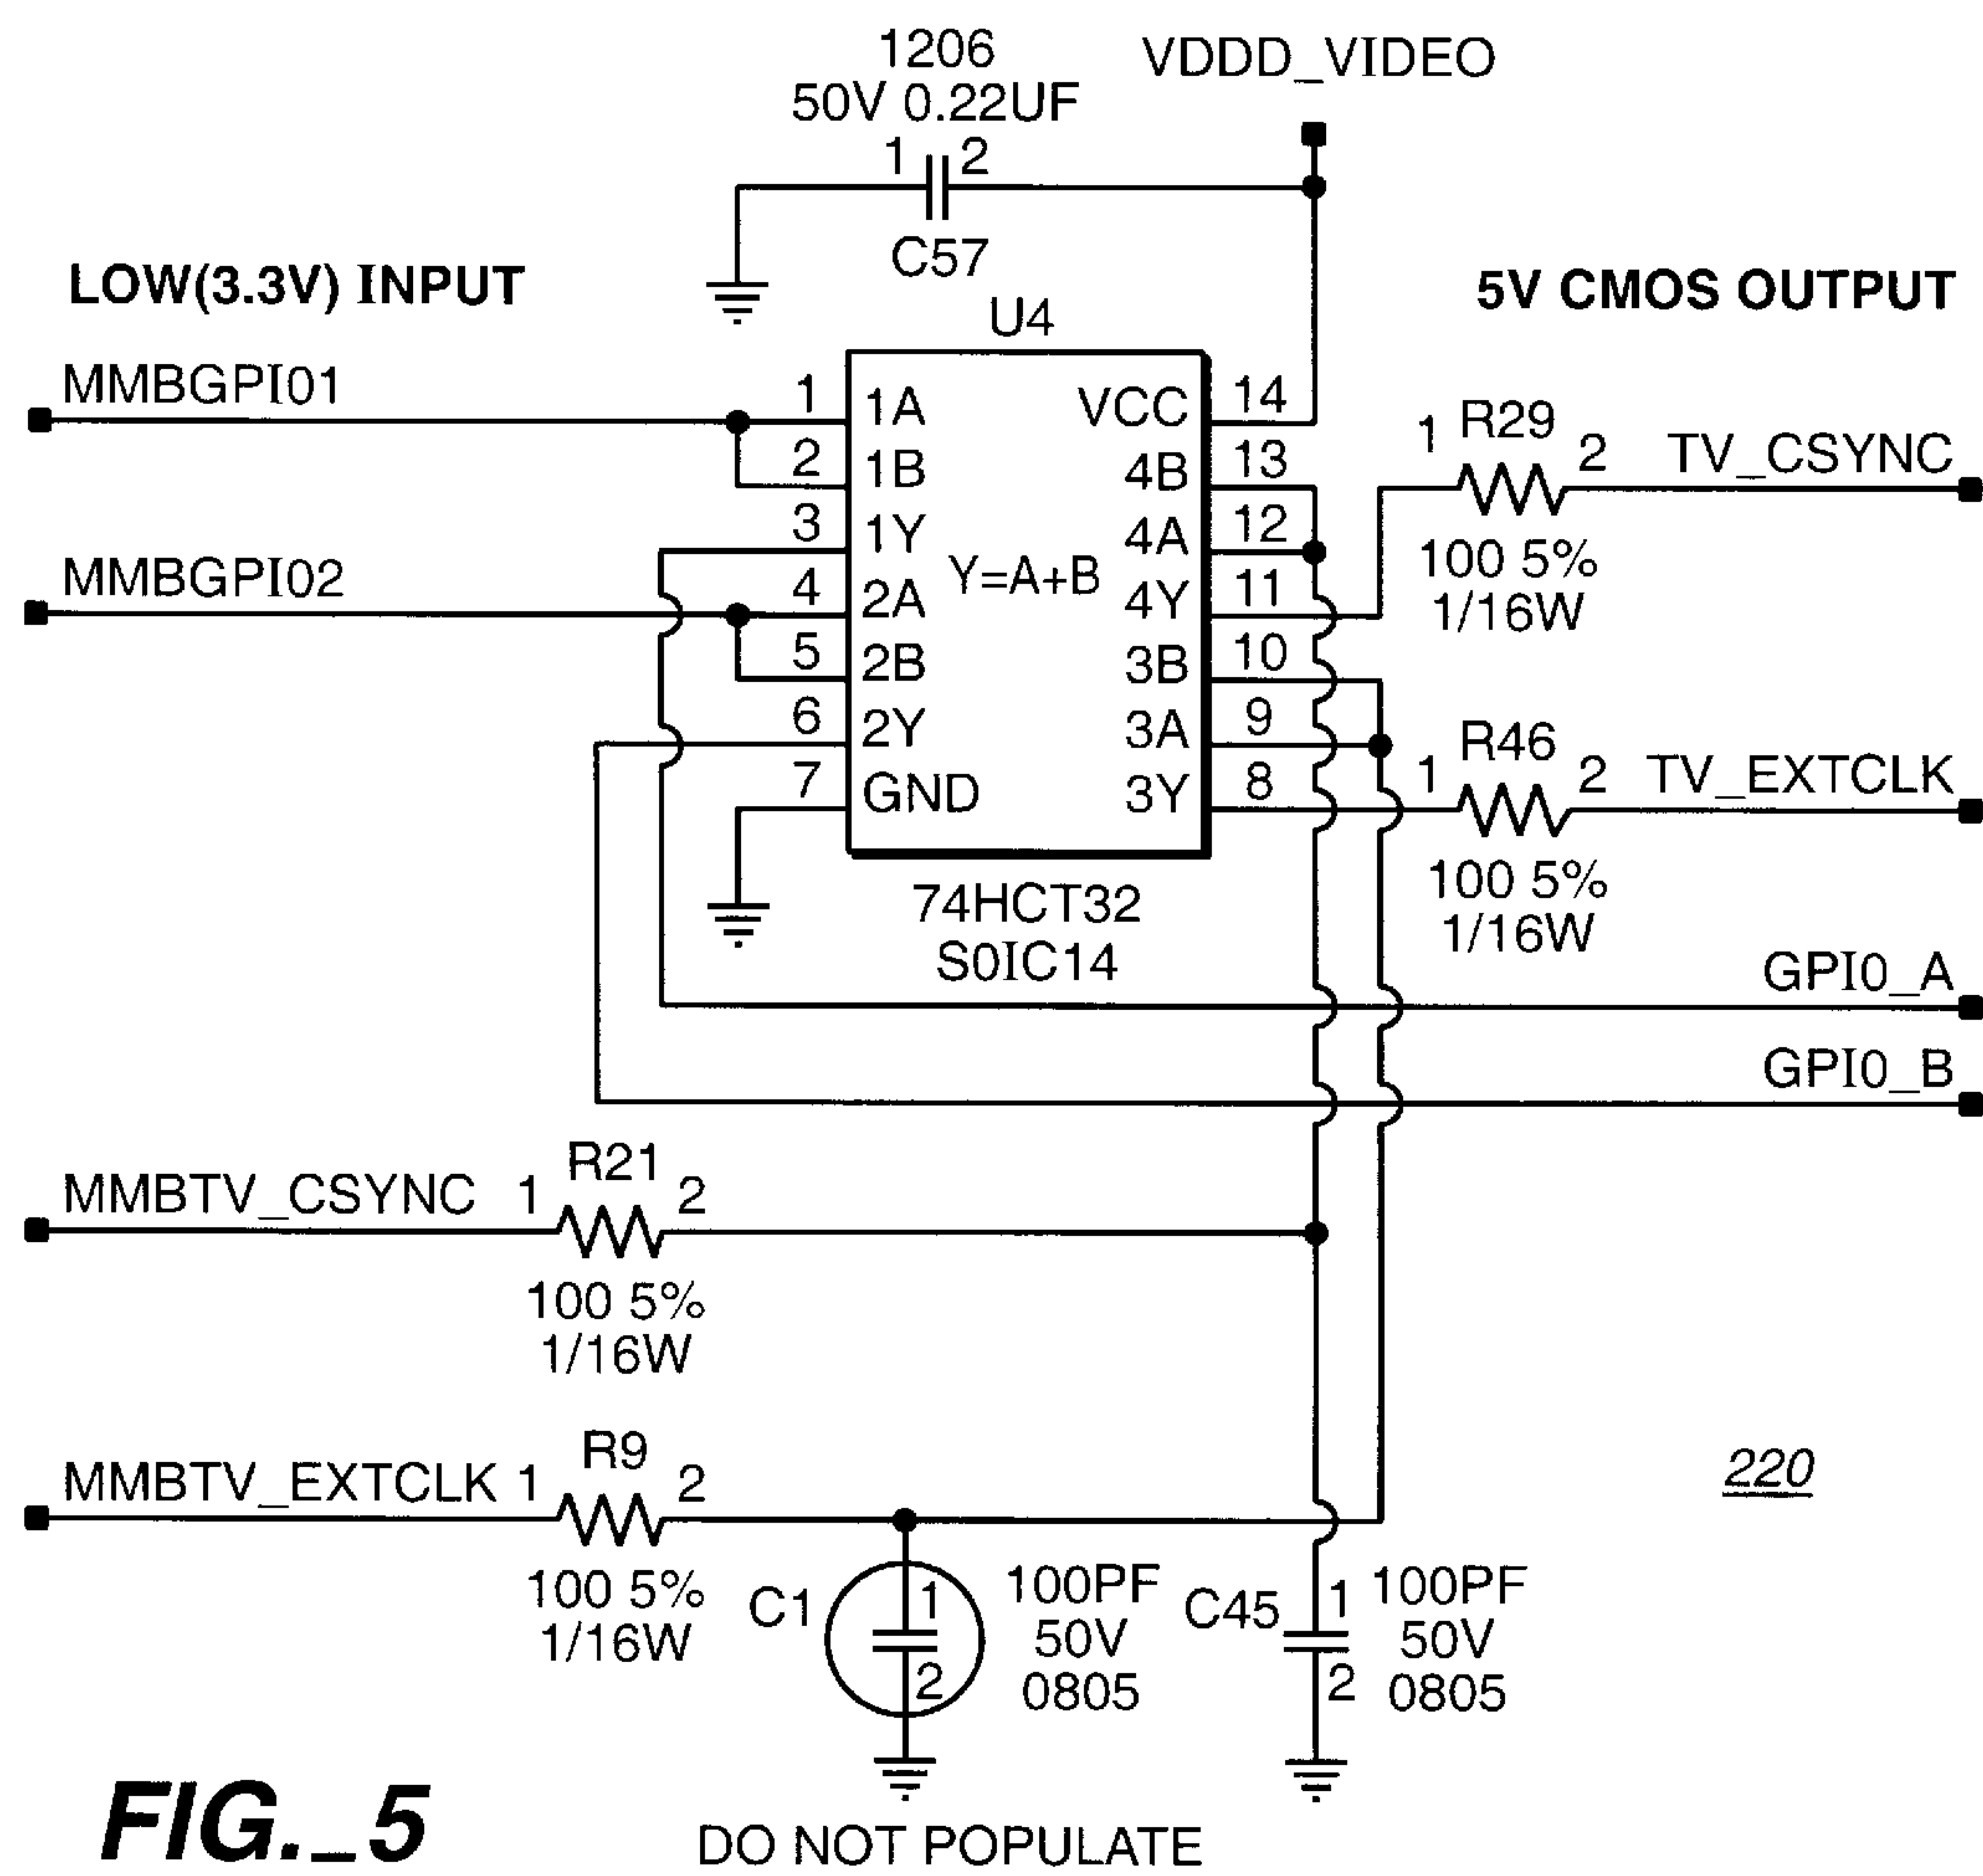 1206
50V 0.22UF
1 2
C57
VDDD_VIDEO
LOW(3.3V) INPUT
5V CMOS OUTPUT
U4
MMBGPI01
MMBGPI02
1 1A
2 1B
3 1Y
4 2A
5 2B
6 2Y
7 GND
Y=A+B
VCC 14
4B 13
4A 12
4Y 11
3B 10
3A 9
3Y 8
74HCT32
S0IC14
1 R29 2 TV_CSYNC
100 5%
1/16W
1 R46 2 TV_EXTCLK
100 5%
1/16W
GPI0_A
GPI0_B
MMBTV_CSYNC 1 R21 2
100 5%
1/16W
MMBTV_EXTCLK 1 R9 2
100 5%
1/16W
220
C1 1 2
100PF
50V
0805
C45 1 2
100PF
50V
0805
DO NOT POPULATE
FIG._5